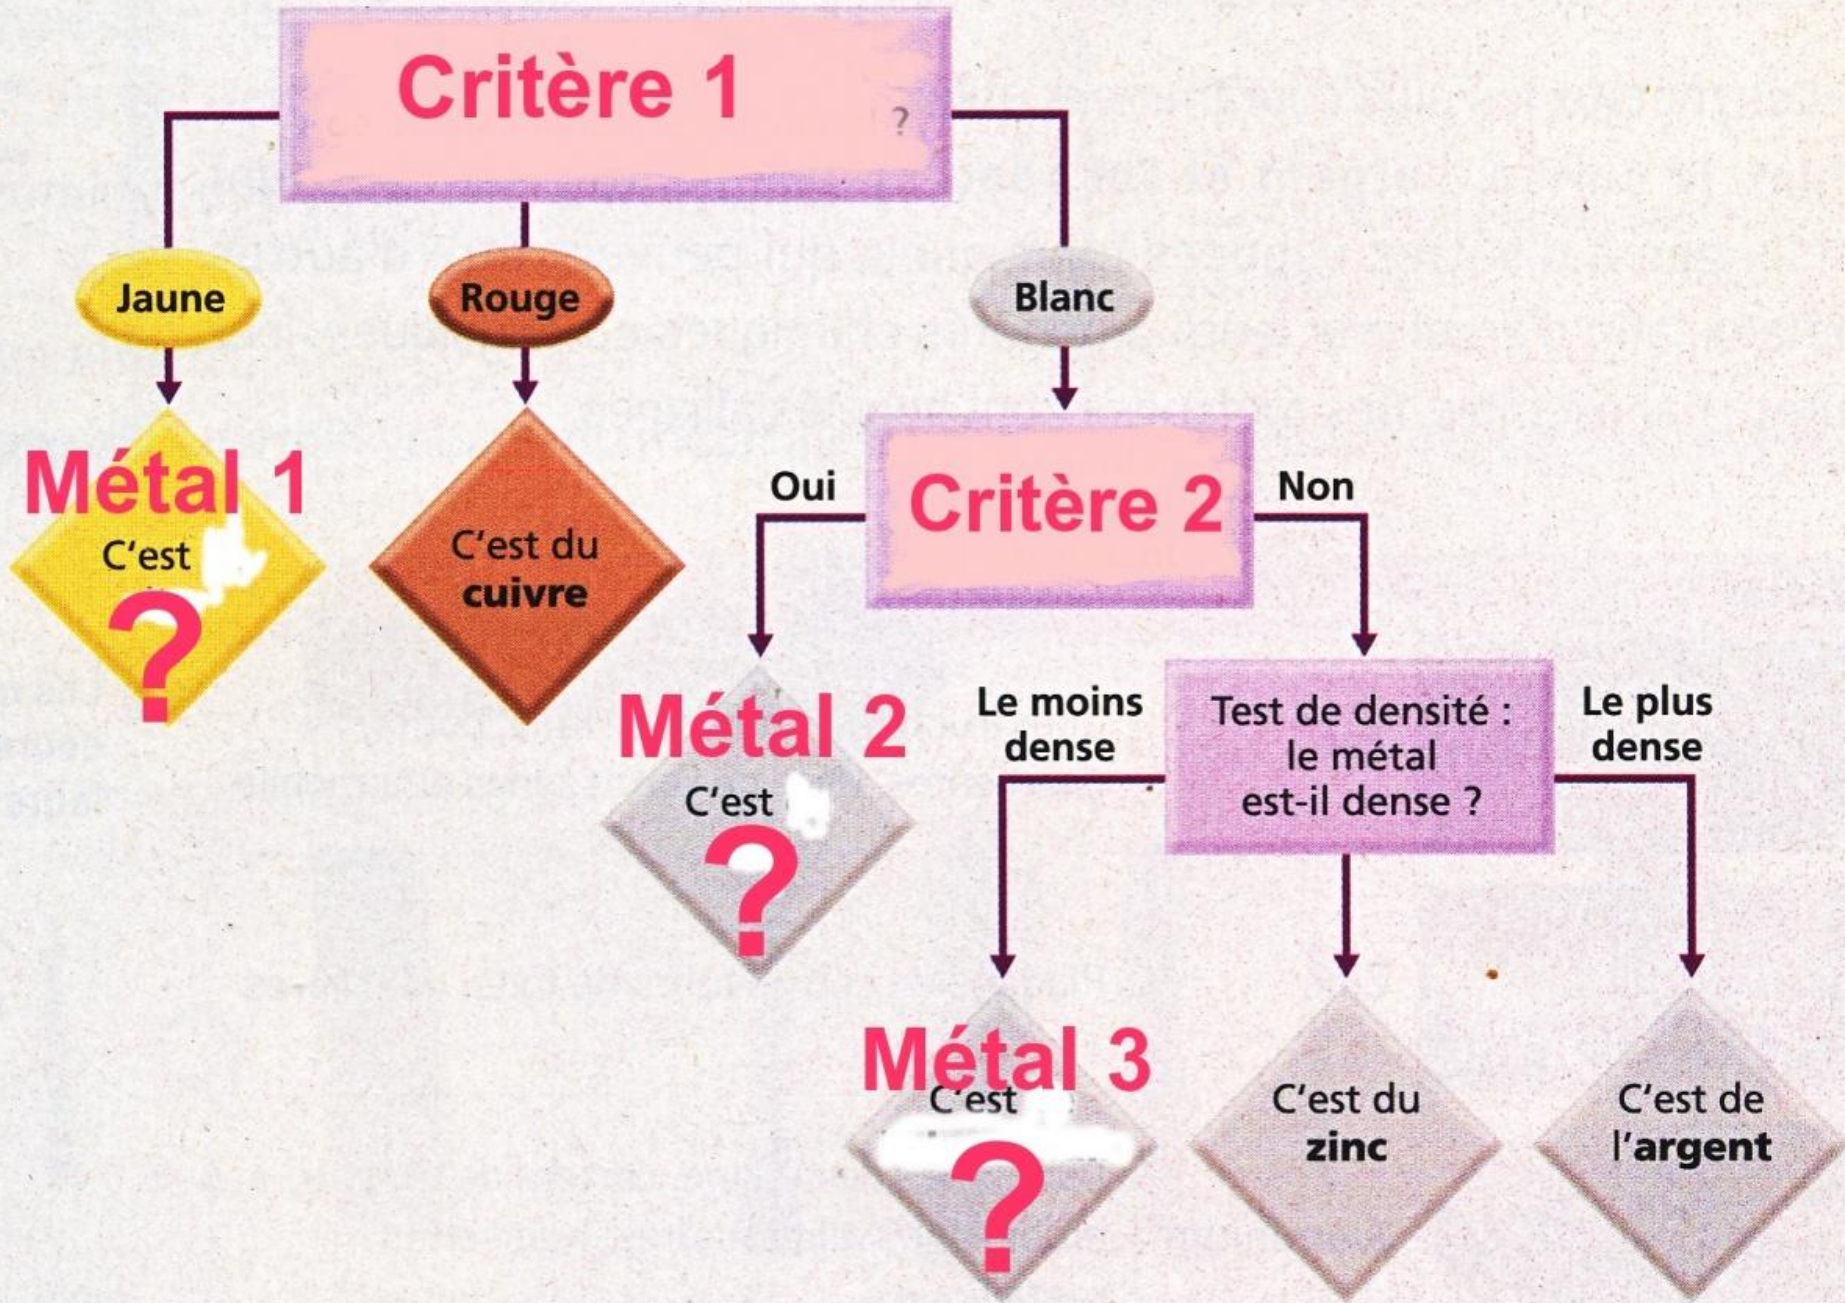 Critère 1
?
Jaune
Rouge
Blanc
Métal 1
C'est
?
C'est du
cuivre
Oui
Critère 2
Non
Métal 2
C'est
?
Le moins
dense
Test de densité :
le métal
est-il dense ?
Le plus
dense
Métal 3
C'est
?
C'est du
zinc
C'est de
l'argent